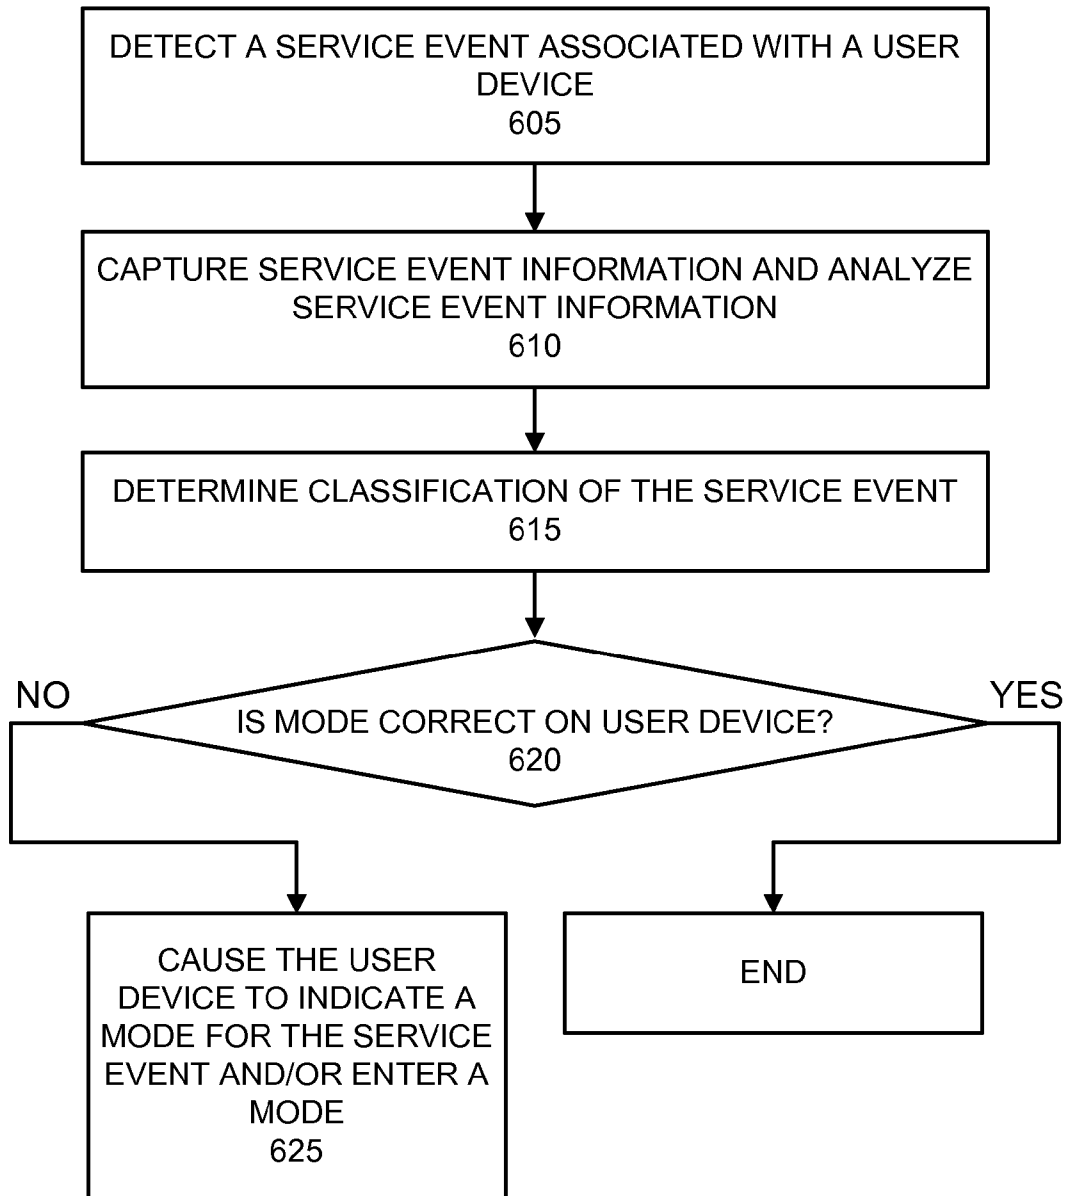 DETECT A SERVICE EVENT ASSOCIATED WITH A USER
DEVICE
605
CAPTURE SERVICE EVENT INFORMATION AND ANALYZE
SERVICE EVENT INFORMATION
610
DETERMINE CLASSIFICATION OF THE SERVICE EVENT
615
NO
YES
IS MODE CORRECT ON USER DEVICE?
620
CAUSE THE USER
DEVICE TO INDICATE A
MODE FOR THE SERVICE
EVENT AND/OR ENTER A
MODE
625
END